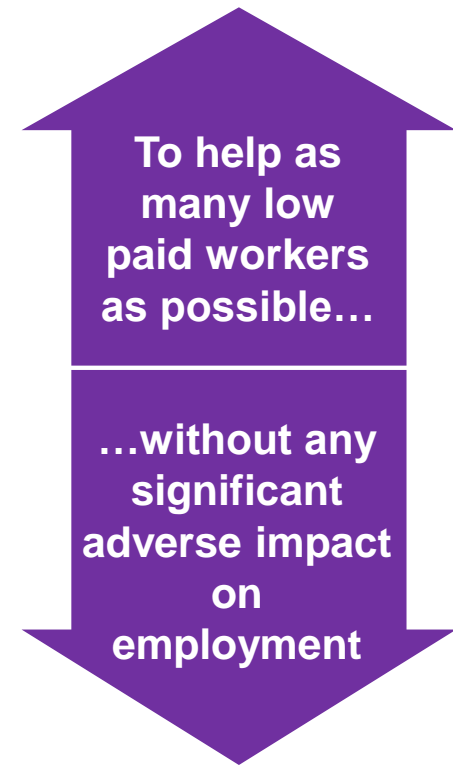 To help as
many low
paid workers
as possible…
…without any
significant
adverse impact
on
employment